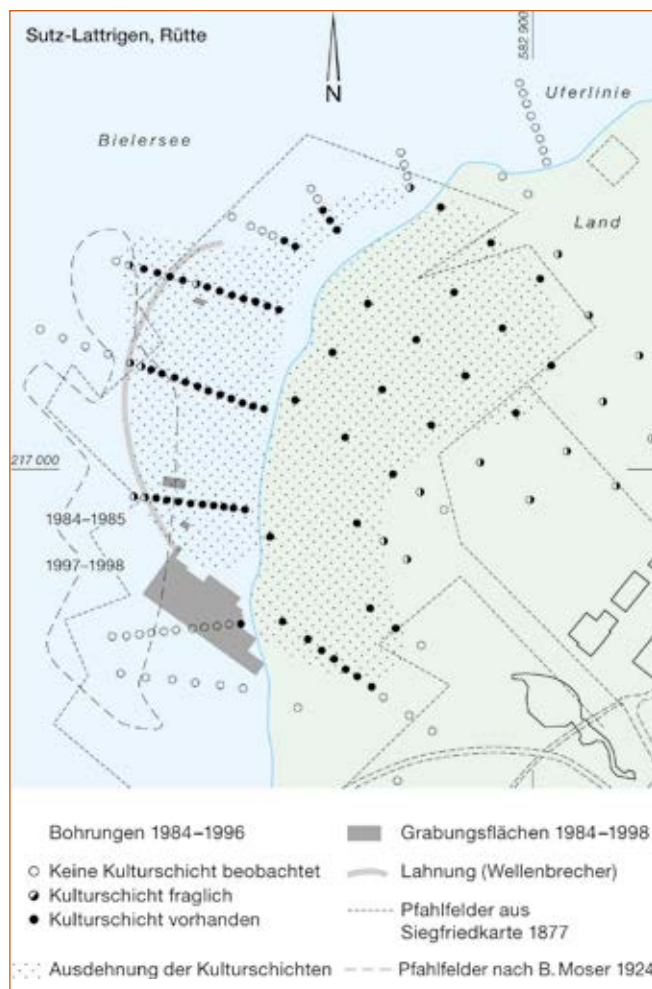 Sutz-Lattrigen, Rütte
582 900
N
Uferlinie
Bielersee
Land
217 000
1984–1985
1997–1998
Bohrungen 1984–1996
Keine Kulturschicht beobachtet
Kulturschicht fraglich
Kulturschicht vorhanden
Ausdehnung der Kulturschichten
Grabungsflächen 1984–1998
Lahnung (Wellenbrecher)
Pfahlfelder aus
Siegfriedkarte 1877
Pfahlfelder nach B. Moser 1924